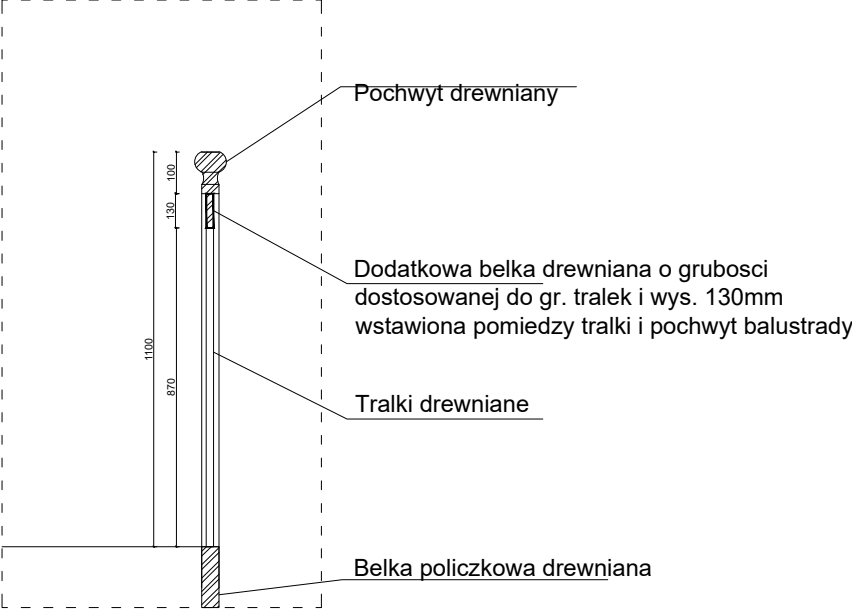 Pochwyt drewniany
100
130
Dodatkowa belka drewniana o grubosci
dostosowanej do gr. tralek i wys. 130mm
wstawiona pomiedzy tralki i pochwyt balustrady
1100
870
Tralki drewniane
Belka policzkowa drewniana